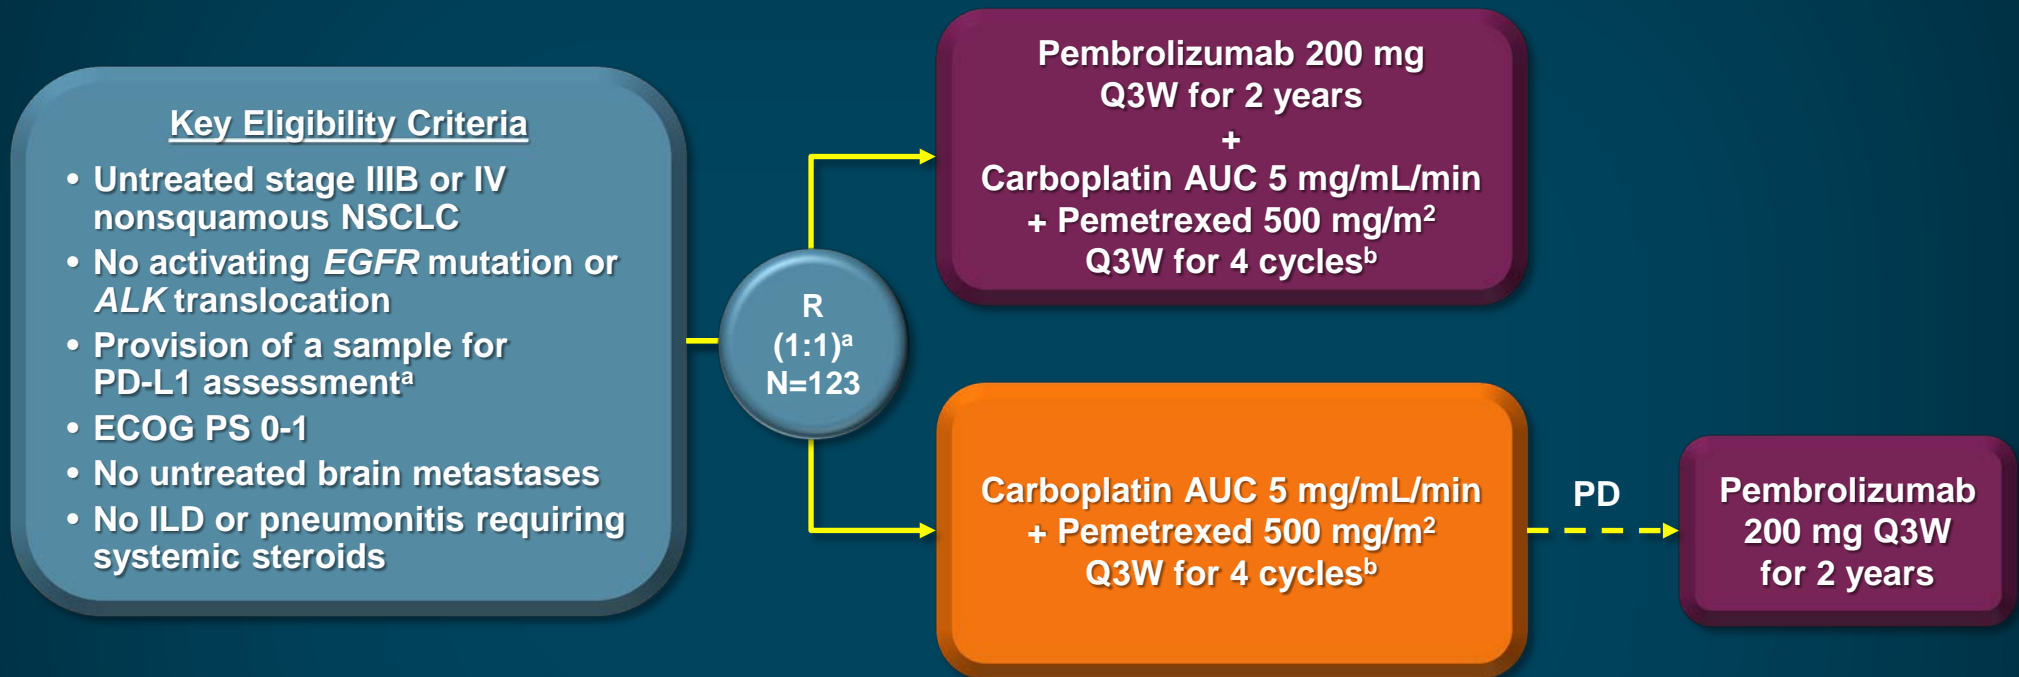 Key Eligibility Criteria
• Untreated stage IIIB or IV
nonsquamous NSCLC
• No activating EGFR mutation or
ALK translocation
• Provision of a sample for
PD-L1 assessmentᵃ
• ECOG PS 0-1
• No untreated brain metastases
• No ILD or pneumonitis requiring
systemic steroids
R
(1:1)ᵃ
N=123
Pembrolizumab 200 mg
Q3W for 2 years
+
Carboplatin AUC 5 mg/mL/min
+ Pemetrexed 500 mg/m²
Q3W for 4 cyclesᵇ
Carboplatin AUC 5 mg/mL/min
+ Pemetrexed 500 mg/m²
Q3W for 4 cyclesᵇ
PD
Pembrolizumab
200 mg Q3W
for 2 years